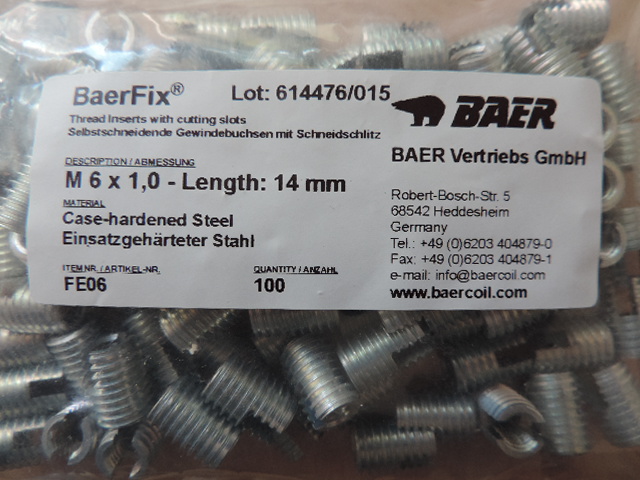 BaerFix®
Lot: 614476/015
Thread Inserts with cutting slots
Selbstschneidende Gewindebuchsen mit Schneidschlitz
DESCRIPTION / ABMESSUNG
M 6 x 1,0 - Length: 14 mm
MATERIAL
Case-hardened Steel
Einsatzgehärteter Stahl
ITEM NR. / ARTIKEL-NR.
FE06
QUANTITY / ANZAHL
100
BAER
BAER Vertriebs GmbH
Robert-Bosch-Str. 5
68542 Heddesheim
Germany
Tel.: +49 (0)6203 404879-0
Fax: +49 (0)6203 404879-1
e-mail: info@baercoil.com
www.baercoil.com